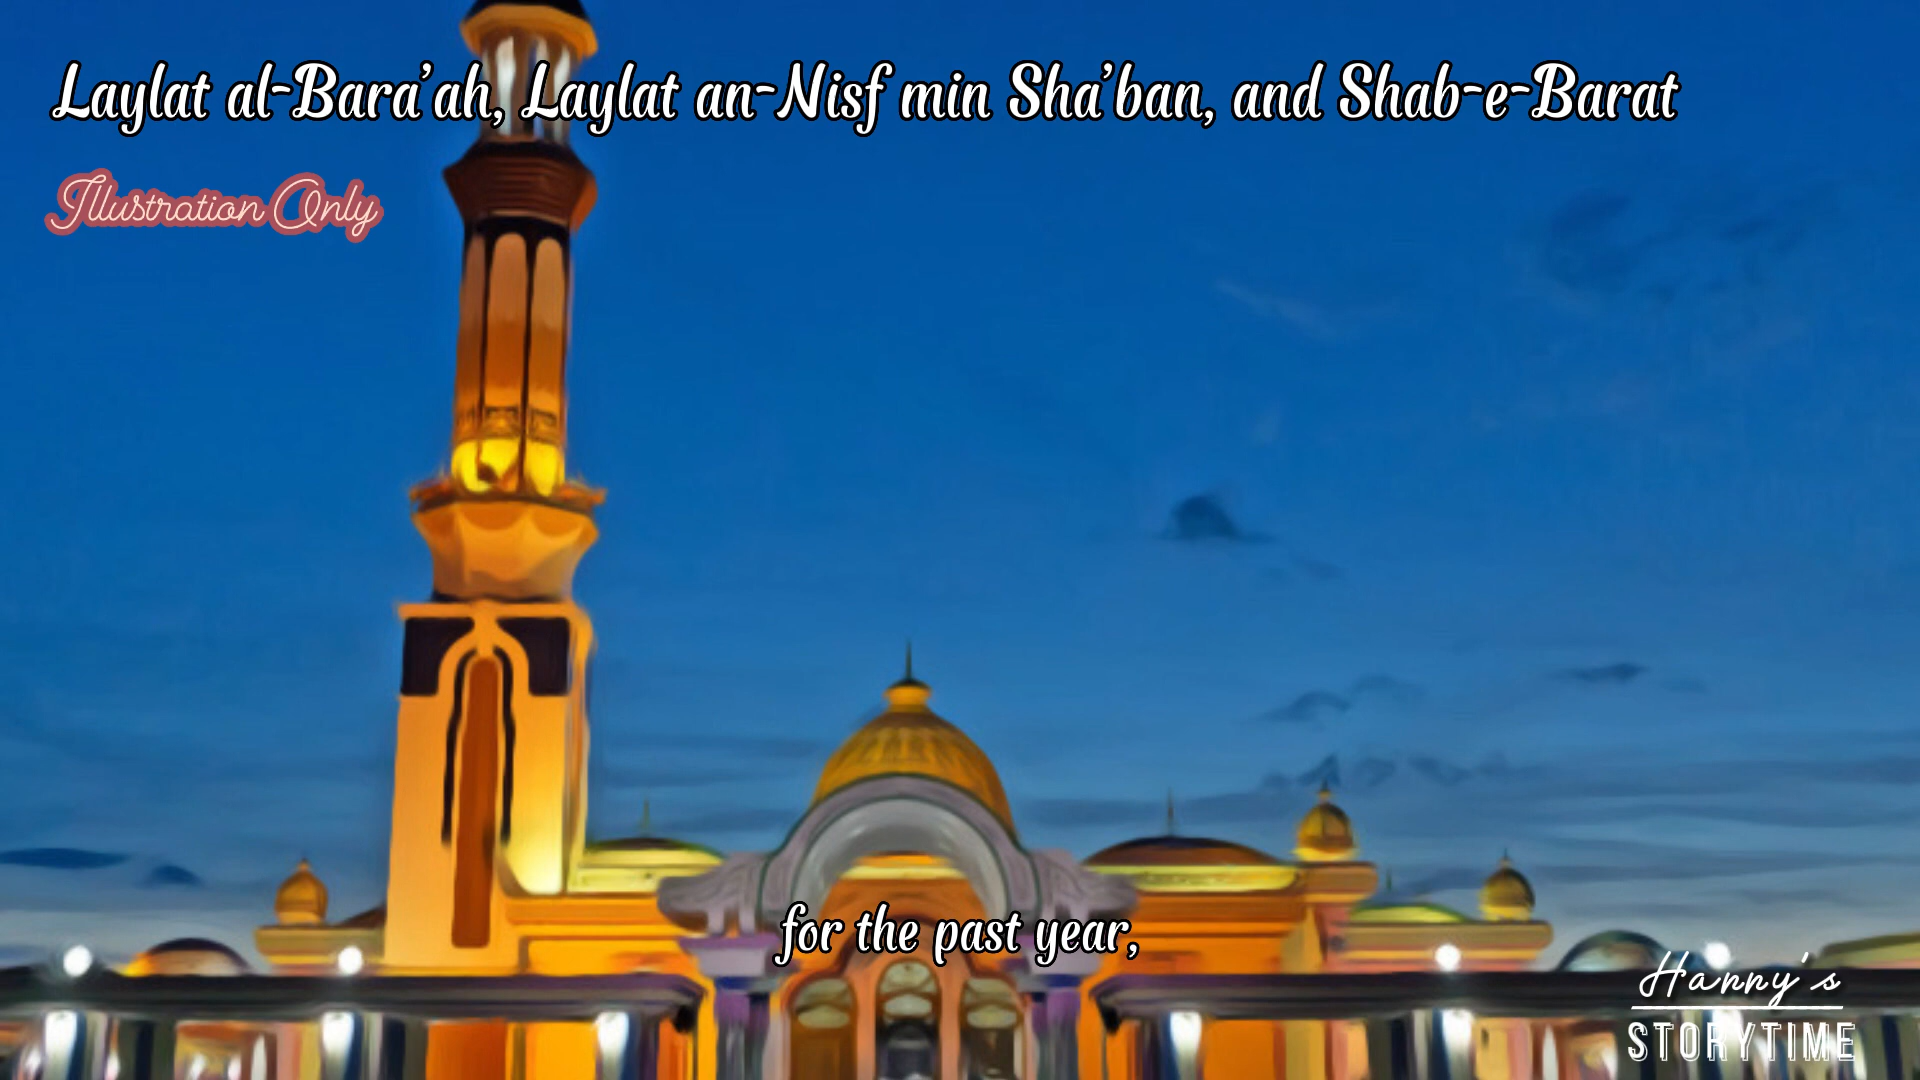 Laylat al-Bara’ah, Laylat an-Nisf min Sha’ban, and Shab-e-Barat
Illustration Only
for the past year,
Hanny's
STORYTIME